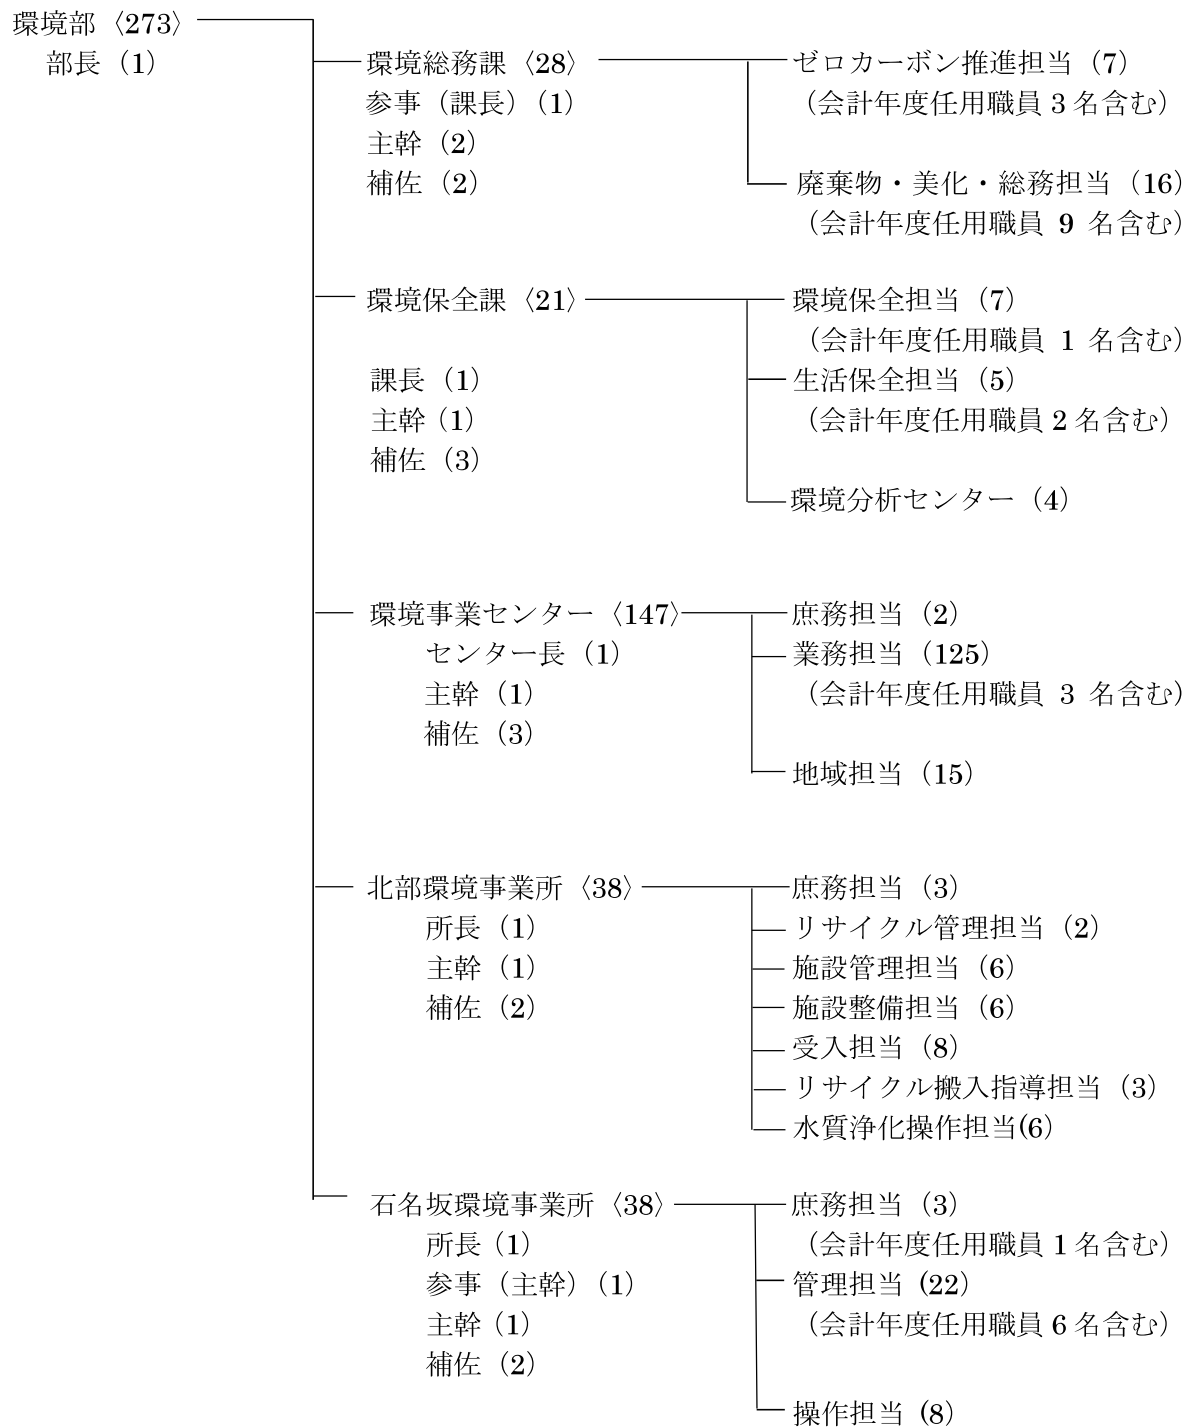 環境部〈273〉
部長（1）
環境総務課〈28〉
参事（課長）（1）
主幹（2）
補佐（2）
ゼロカーボン推進担当（7）
（会計年度任用職員3名含む）
廃棄物・美化・総務担当（16）
（会計年度任用職員 9 名含む）
環境保全課〈21〉
課長（1）
主幹（1）
補佐（3）
環境保全担当（7）
（会計年度任用職員 1 名含む）
生活保全担当（5）
（会計年度任用職員2名含む）
環境分析センター（4）
環境事業センター〈147〉
センター長（1）
主幹（1）
補佐（3）
庶務担当（2）
業務担当（125）
（会計年度任用職員 3 名含む）
地域担当（15）
北部環境事業所〈38〉
所長（1）
主幹（1）
補佐（2）
庶務担当（3）
リサイクル管理担当（2）
施設管理担当（6）
施設整備担当（6）
受入担当（8）
リサイクル搬入指導担当（3）
水質浄化操作担当(6）
石名坂環境事業所〈38〉
所長（1）
参事（主幹）（1）
主幹（1）
補佐（2）
庶務担当（3）
（会計年度任用職員1名含む）
管理担当（22）
（会計年度任用職員6名含む）
操作担当（8）